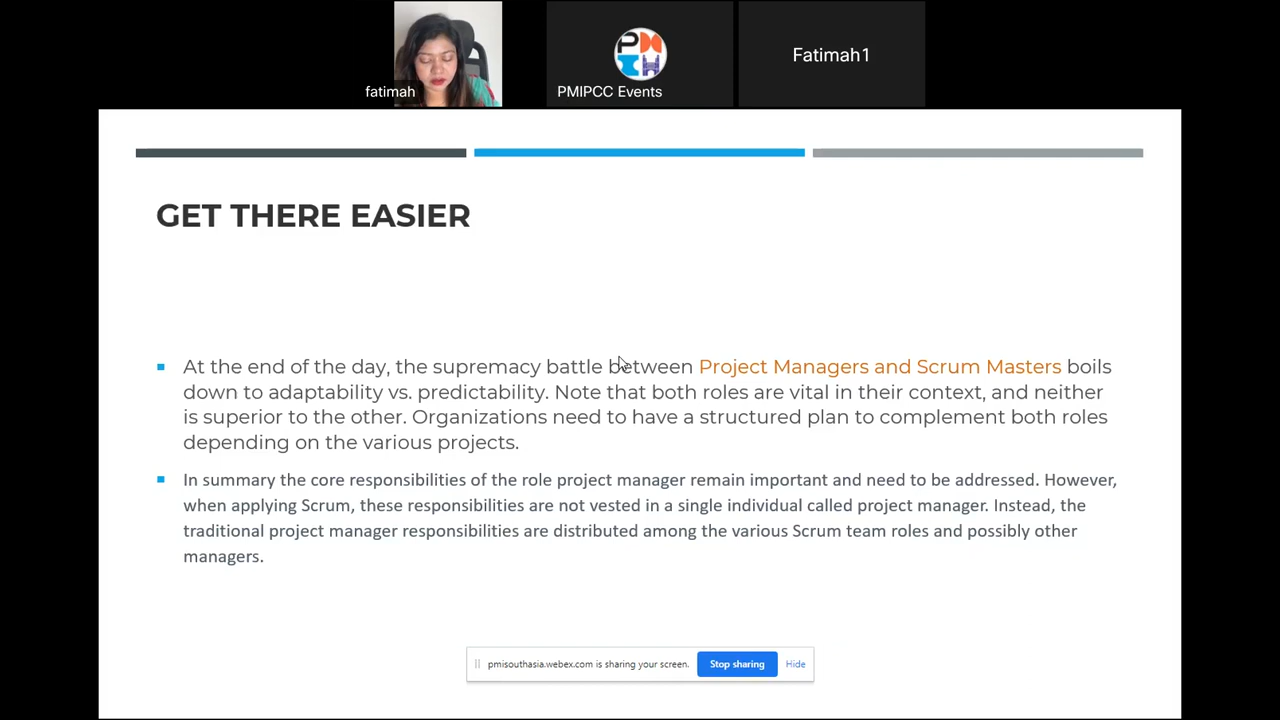 fatimah
PMIPCC Events
Fatimah1
GET THERE EASIER
At the end of the day, the supremacy battle between Project Managers and Scrum Masters boils
down to adaptability vs. predictability. Note that both roles are vital in their context, and neither
is superior to the other. Organizations need to have a structured plan to complement both roles
depending on the various projects.
In summary the core responsibilities of the role project manager remain important and need to be addressed. However,
when applying Scrum, these responsibilities are not vested in a single individual called project manager. Instead, the
traditional project manager responsibilities are distributed among the various Scrum team roles and possibly other
managers.
pmisouthasia.webex.com is sharing your screen. Stop sharing Hide